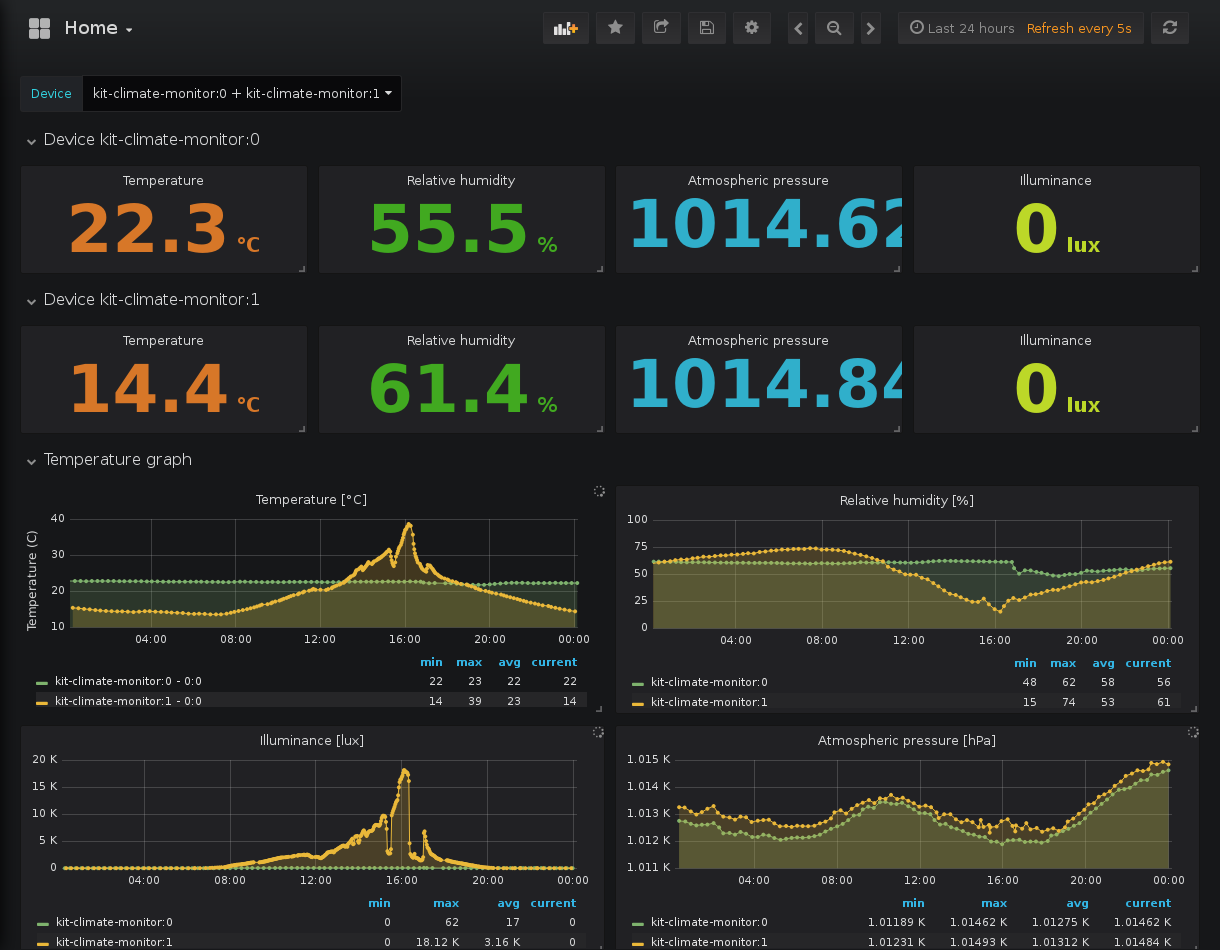 Home
Last 24 hours Refresh every 5s
Device kit-climate-monitor:0 + kit-climate-monitor:1
Device kit-climate-monitor:0
Temperature Relative humidity Atmospheric pressure Illuminance
22.3 °C 55.5 % 1014.62 0 lux
Device kit-climate-monitor:1
Temperature Relative humidity Atmospheric pressure Illuminance
14.4 °C 61.4 % 1014.84 0 lux
Temperature graph
Temperature [°C]
Temperature (C)
40
30
20
10
04:00 08:00 12:00 16:00 20:00 00:00
min max avg current
kit-climate-monitor:0 - 0:0 22 23 22 22
kit-climate-monitor:1 - 0:0 14 39 23 14
Relative humidity [%]
100
75
50
25
0
04:00 08:00 12:00 16:00 20:00 00:00
min max avg current
kit-climate-monitor:0 48 62 58 56
kit-climate-monitor:1 15 74 53 61
Illuminance [lux]
20 K
15 K
10 K
5 K
0
04:00 08:00 12:00 16:00 20:00 00:00
min max avg current
kit-climate-monitor:0 0 62 17 0
kit-climate-monitor:1 0 18.12 K 3.16 K 0
Atmospheric pressure [hPa]
1.015 K
1.014 K
1.013 K
1.012 K
1.011 K
04:00 08:00 12:00 16:00 20:00 00:00
min max avg current
kit-climate-monitor:0 1.01189 K 1.01462 K 1.01275 K 1.01462 K
kit-climate-monitor:1 1.01231 K 1.01493 K 1.01312 K 1.01484 K